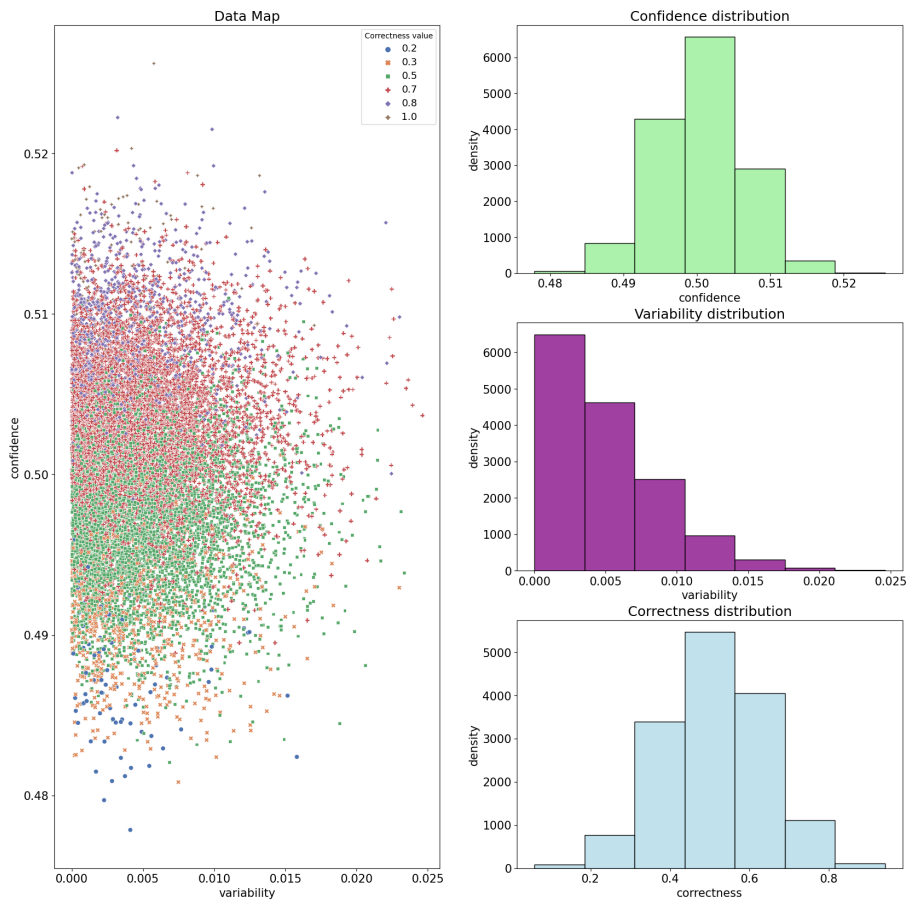 Data Map
Correctness value
0.2
0.3
0.5
0.7
0.8
1.0
0.52
0.51
0.50
0.49
0.48
confidence
0.000 0.005 0.010 0.015 0.020 0.025
variability
Confidence distribution
6000
5000
4000
3000
2000
1000
0
density
0.48 0.49 0.50 0.51 0.52
confidence
Variability distribution
6000
5000
4000
3000
2000
1000
0
density
0.000 0.005 0.010 0.015 0.020 0.025
variability
Correctness distribution
5000
4000
3000
2000
1000
0
density
0.2 0.4 0.6 0.8
correctness